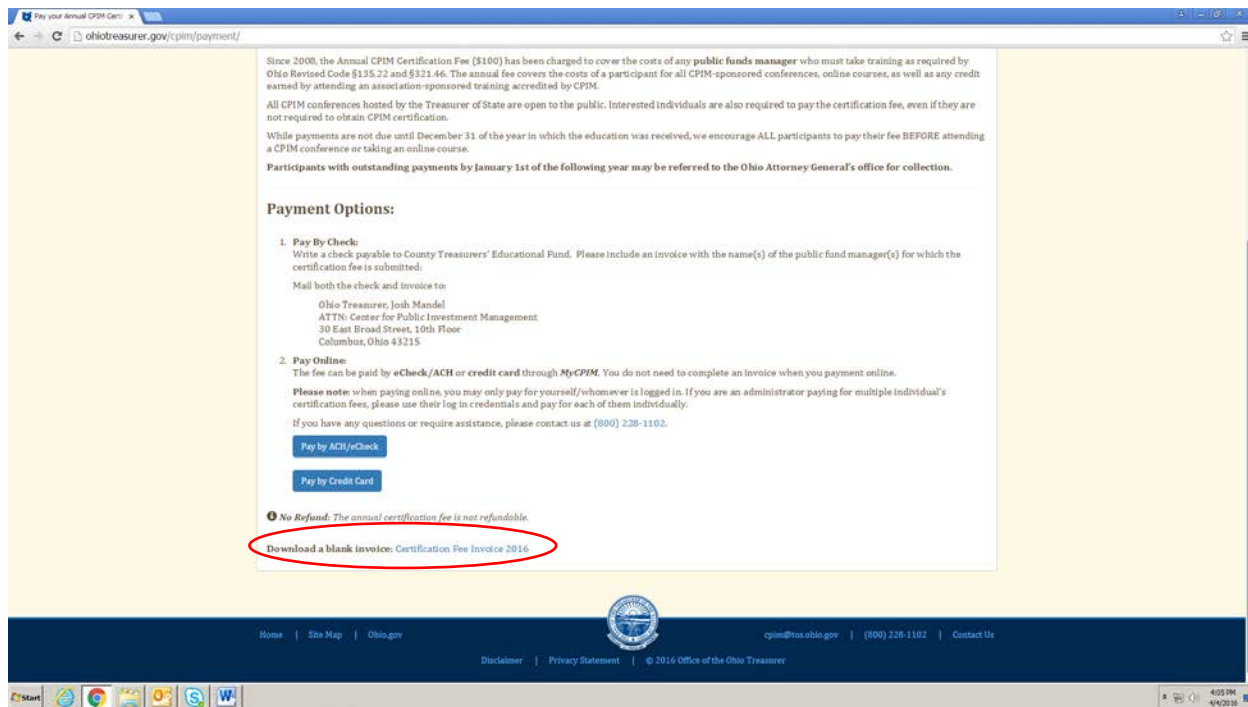 Pay your Annual CPIM Certi
ohiotreasurer.gov/cpim/payment/
Since 2008, the Annual CPIM Certification Fee ($100) has been charged to cover the costs of any public funds manager who must take training as required by
Ohio Revised Code §135.22 and §321.46. The annual fee covers the costs of a participant for all CPIM-sponsored conferences, online courses, as well as any credit
earned by attending an association-sponsored training accredited by CPIM.
All CPIM conferences hosted by the Treasurer of State are open to the public. Interested individuals are also required to pay the certification fee, even if they are
not required to obtain CPIM certification.
While payments are not due until December 31 of the year in which the education was received, we encourage ALL participants to pay their fee BEFORE attending
a CPIM conference or taking an online course.
Participants with outstanding payments by January 1st of the following year may be referred to the Ohio Attorney General's office for collection.
Payment Options:
1. Pay By Check:
Write a check payable to County Treasurers' Educational Fund. Please include an invoice with the name(s) of the public fund manager(s) for which the
certification fee is submitted:
Mail both the check and invoice to:
Ohio Treasurer, Josh Mandel
ATTN: Center for Public Investment Management
30 East Broad Street, 10th Floor
Columbus, Ohio 43215
2. Pay Online:
The fee can be paid by eCheck/ACH or credit card through MyCPIM. You do not need to complete an invoice when you payment online.
Please note: when paying online, you may only pay for yourself/whomever is logged in. If you are an administrator paying for multiple individual's
certification fees, please use their log in credentials and pay for each of them individually.
If you have any questions or require assistance, please contact us at (800) 228-1102.
Pay by ACH/eCheck
Pay by Credit Card
No Refund: The annual certification fee is not refundable.
Download a blank invoice: Certification Fee Invoice 2016
Home | Site Map | Ohio.gov
cpim@tos.ohio.gov | (800) 228-1102 | Contact Us
Disclaimer | Privacy Statement | © 2016 Office of the Ohio Treasurer
Start
4:05 PM
4/4/2016